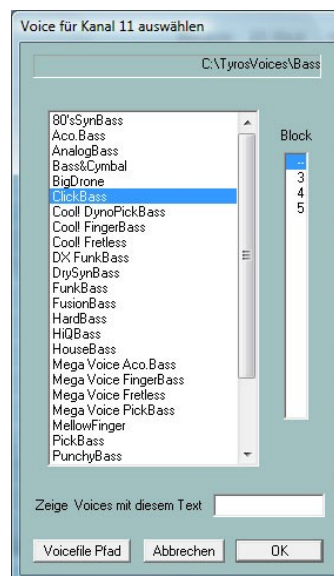 Voice für Kanal 11 auswählen
C:\TyrosVoices\Bass
Block
80'sSynBass
Aco.Bass
AnalogBass
Bass&Cymbal
BigDrone
ClickBass
Cool! DynoPickBass
Cool! FingerBass
Cool! Fretless
DX FunkBass
DrySynBass
FunkBass
FusionBass
HardBass
HiQBass
HouseBass
Mega Voice Aco.Bass
Mega Voice FingerBass
Mega Voice Fretless
Mega Voice PickBass
MellowFinger
PickBass
PunchyBass
--
3
4
5
Zeige Voices mit diesem Text
Voicefile Pfad
Abbrechen
OK